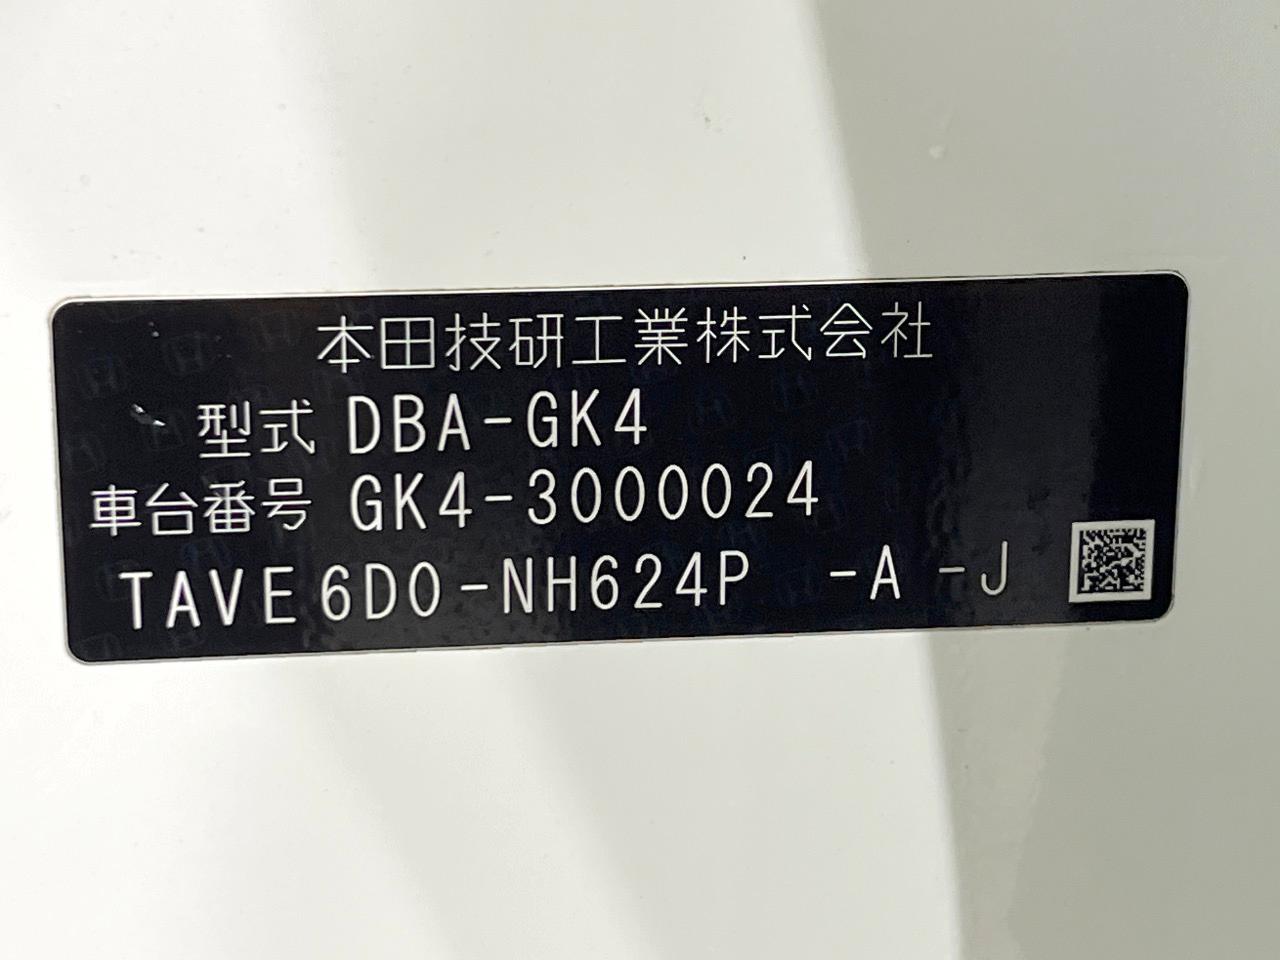 本田技研工業株式会社
型式 DBA-GK4
車台番号 GK4-3000024
TAVE 6D0-NH624P -A -J